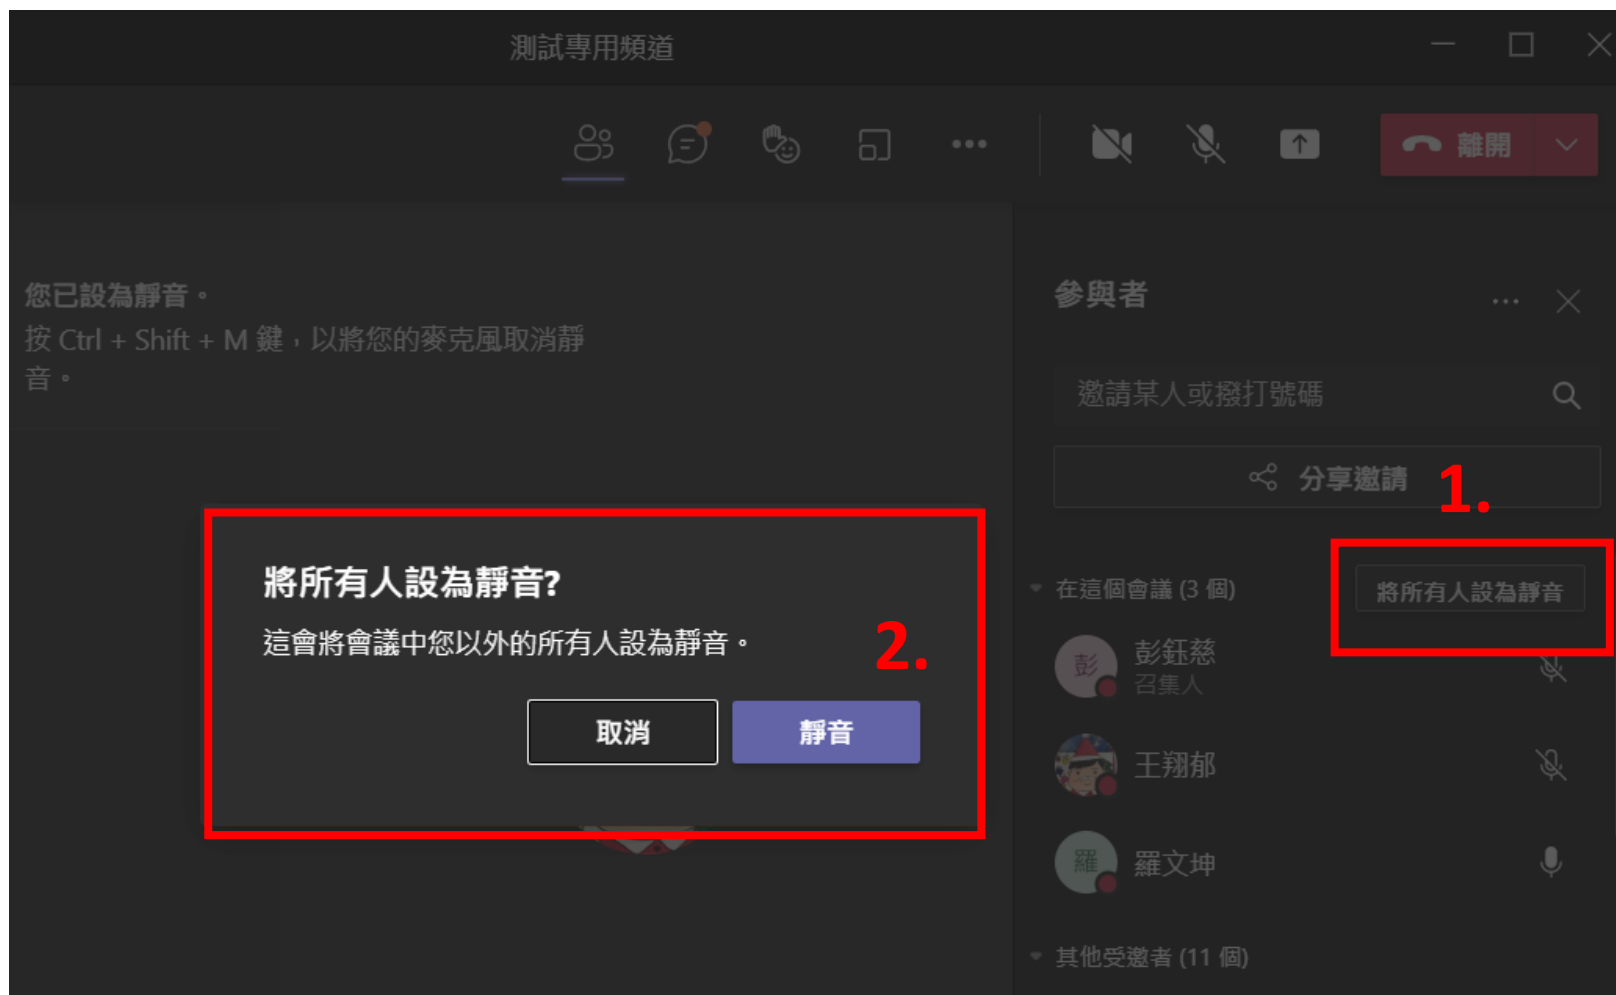 測試專用頻道
離開
您已設為靜音。
按 Ctrl + Shift + M 鍵，以將您的麥克風取消靜
音。
參與者
邀請某人或撥打號碼
分享邀請
1.
在這個會議 (3 個)
將所有人設為靜音
彭
彭鈺慈
召集人
王翔郁
羅
羅文坤
其他受邀者 (11 個)
將所有人設為靜音?
這會將會議中您以外的所有人設為靜音。
2.
取消
靜音